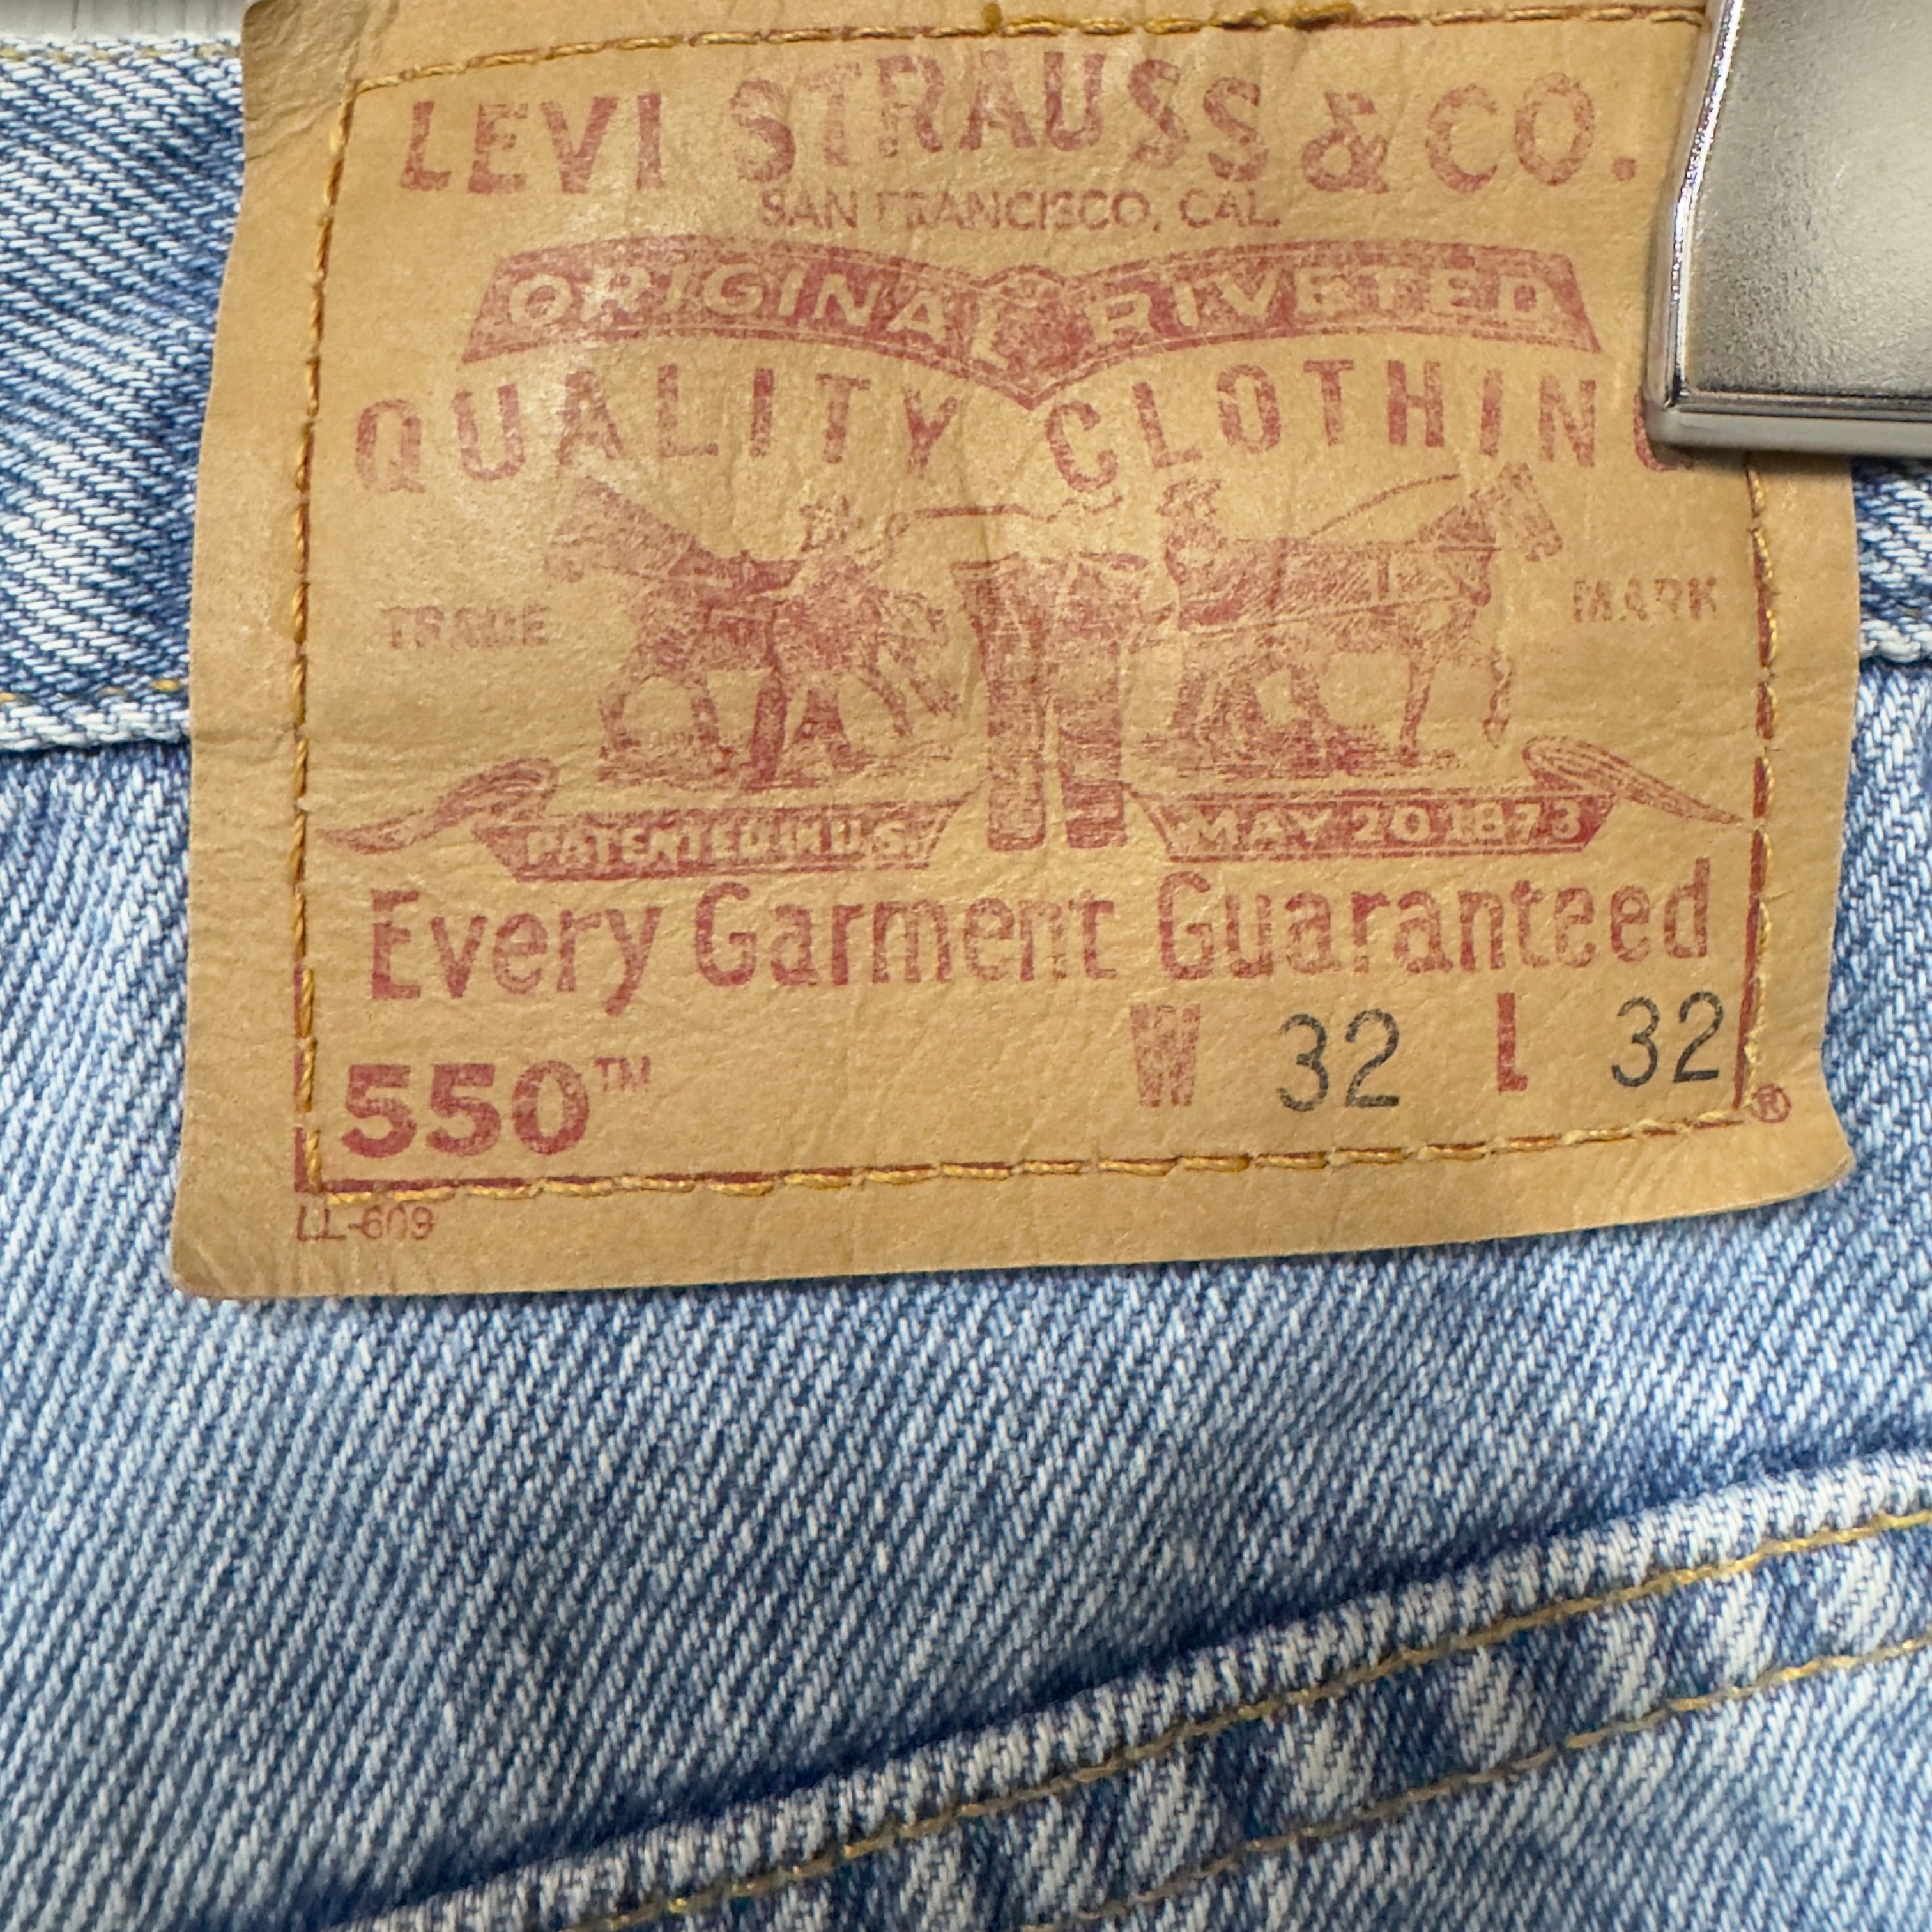 LEVI STRAUSS & CO.
SAN FRANCISCO, CAL.
ORIGINAL RIVETED
QUALITY CLOTHING
TRADE MARK
PATENTED IN U.S. MAY 20 1873
Every Garment Guaranteed
550™ W 32 L 32
®
LL-609